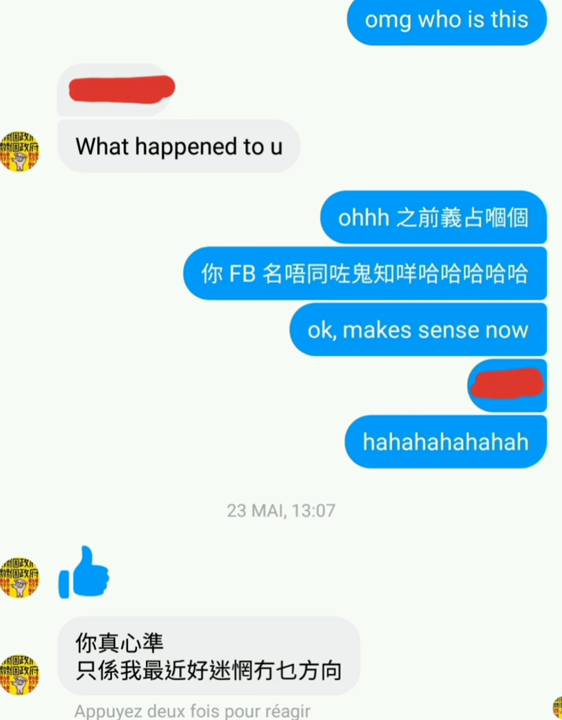 omg who is this
What happened to u
ohhh 之前義占嗰個
你 FB 名唔同咗鬼知咩哈哈哈哈哈
ok, makes sense now
hahahahahahah
23 MAI, 13:07
你真心準
只係我最近好迷惘冇乜方向
Appuyez deux fois pour réagir